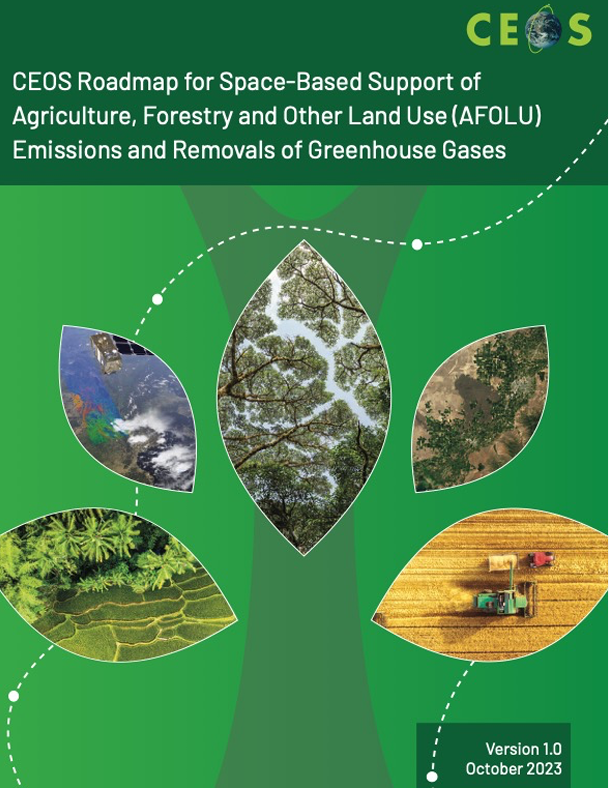 CEOS
CEOS Roadmap for Space-Based Support of
Agriculture, Forestry and Other Land Use (AFOLU)
Emissions and Removals of Greenhouse Gases
Version 1.0
October 2023